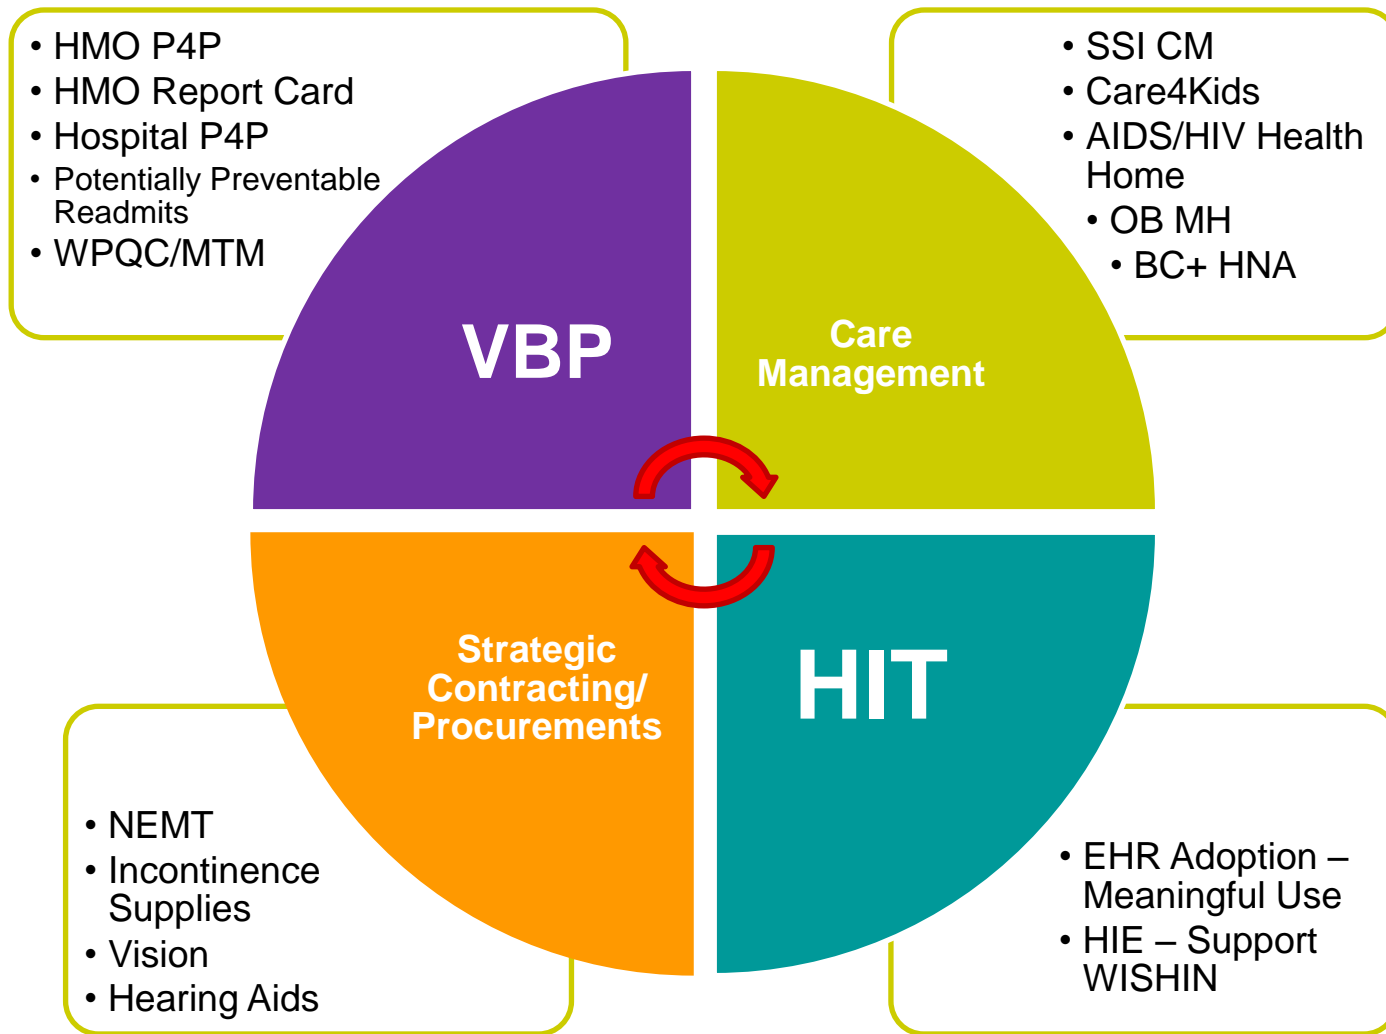 • HMO P4P
• HMO Report Card
• Hospital P4P
• Potentially Preventable
Readmits
• WPQC/MTM
• SSI CM
• Care4Kids
• AIDS/HIV Health
Home
• OB MH
• BC+ HNA
VBP
Care
Management
Strategic
Contracting/
Procurements
HIT
• NEMT
• Incontinence
Supplies
• Vision
• Hearing Aids
• EHR Adoption –
Meaningful Use
• HIE – Support
WISHIN